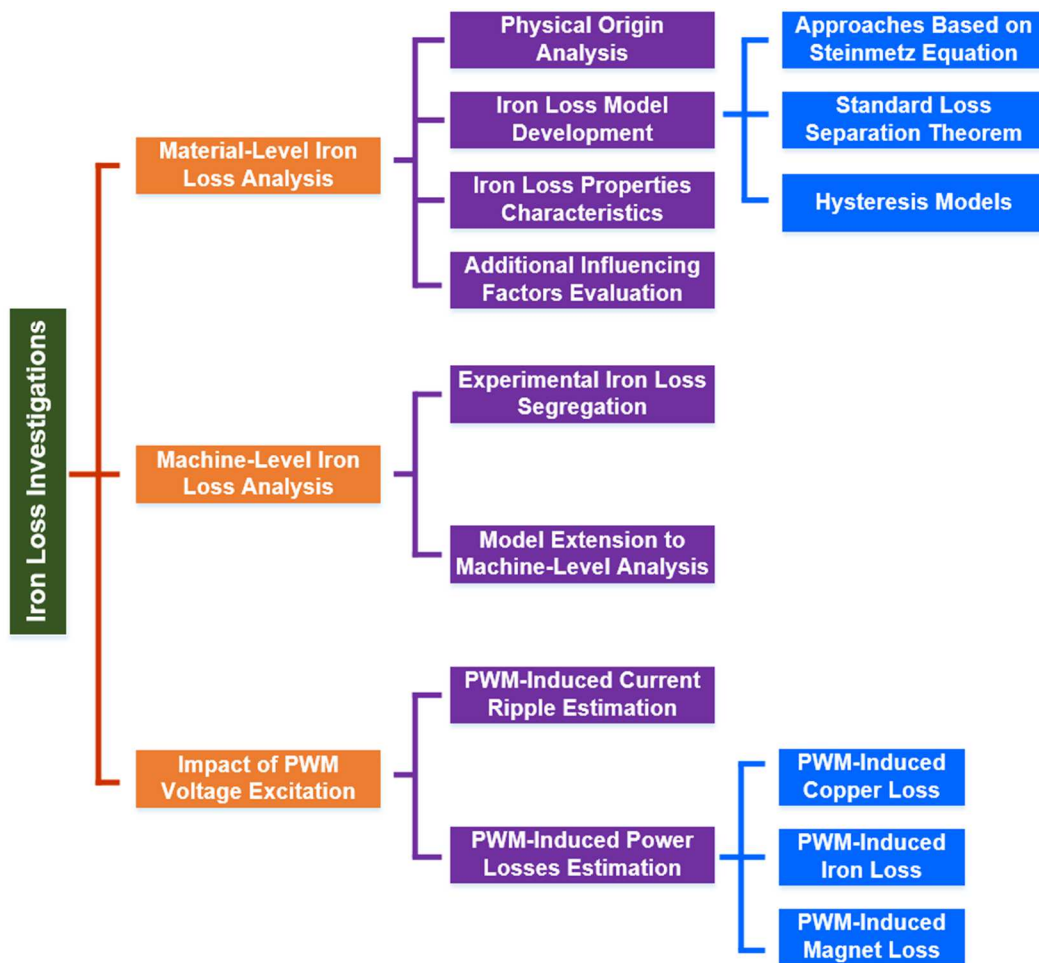 Iron Loss Investigations
Material-Level Iron
Loss Analysis
Physical Origin
Analysis
Iron Loss Model
Development
Approaches Based on
Steinmetz Equation
Standard Loss
Separation Theorem
Hysteresis Models
Iron Loss Properties
Characteristics
Additional Influencing
Factors Evaluation
Machine-Level Iron
Loss Analysis
Experimental Iron Loss
Segregation
Model Extension to
Machine-Level Analysis
Impact of PWM
Voltage Excitation
PWM-Induced Current
Ripple Estimation
PWM-Induced Power
Losses Estimation
PWM-Induced
Copper Loss
PWM-Induced
Iron Loss
PWM-Induced
Magnet Loss